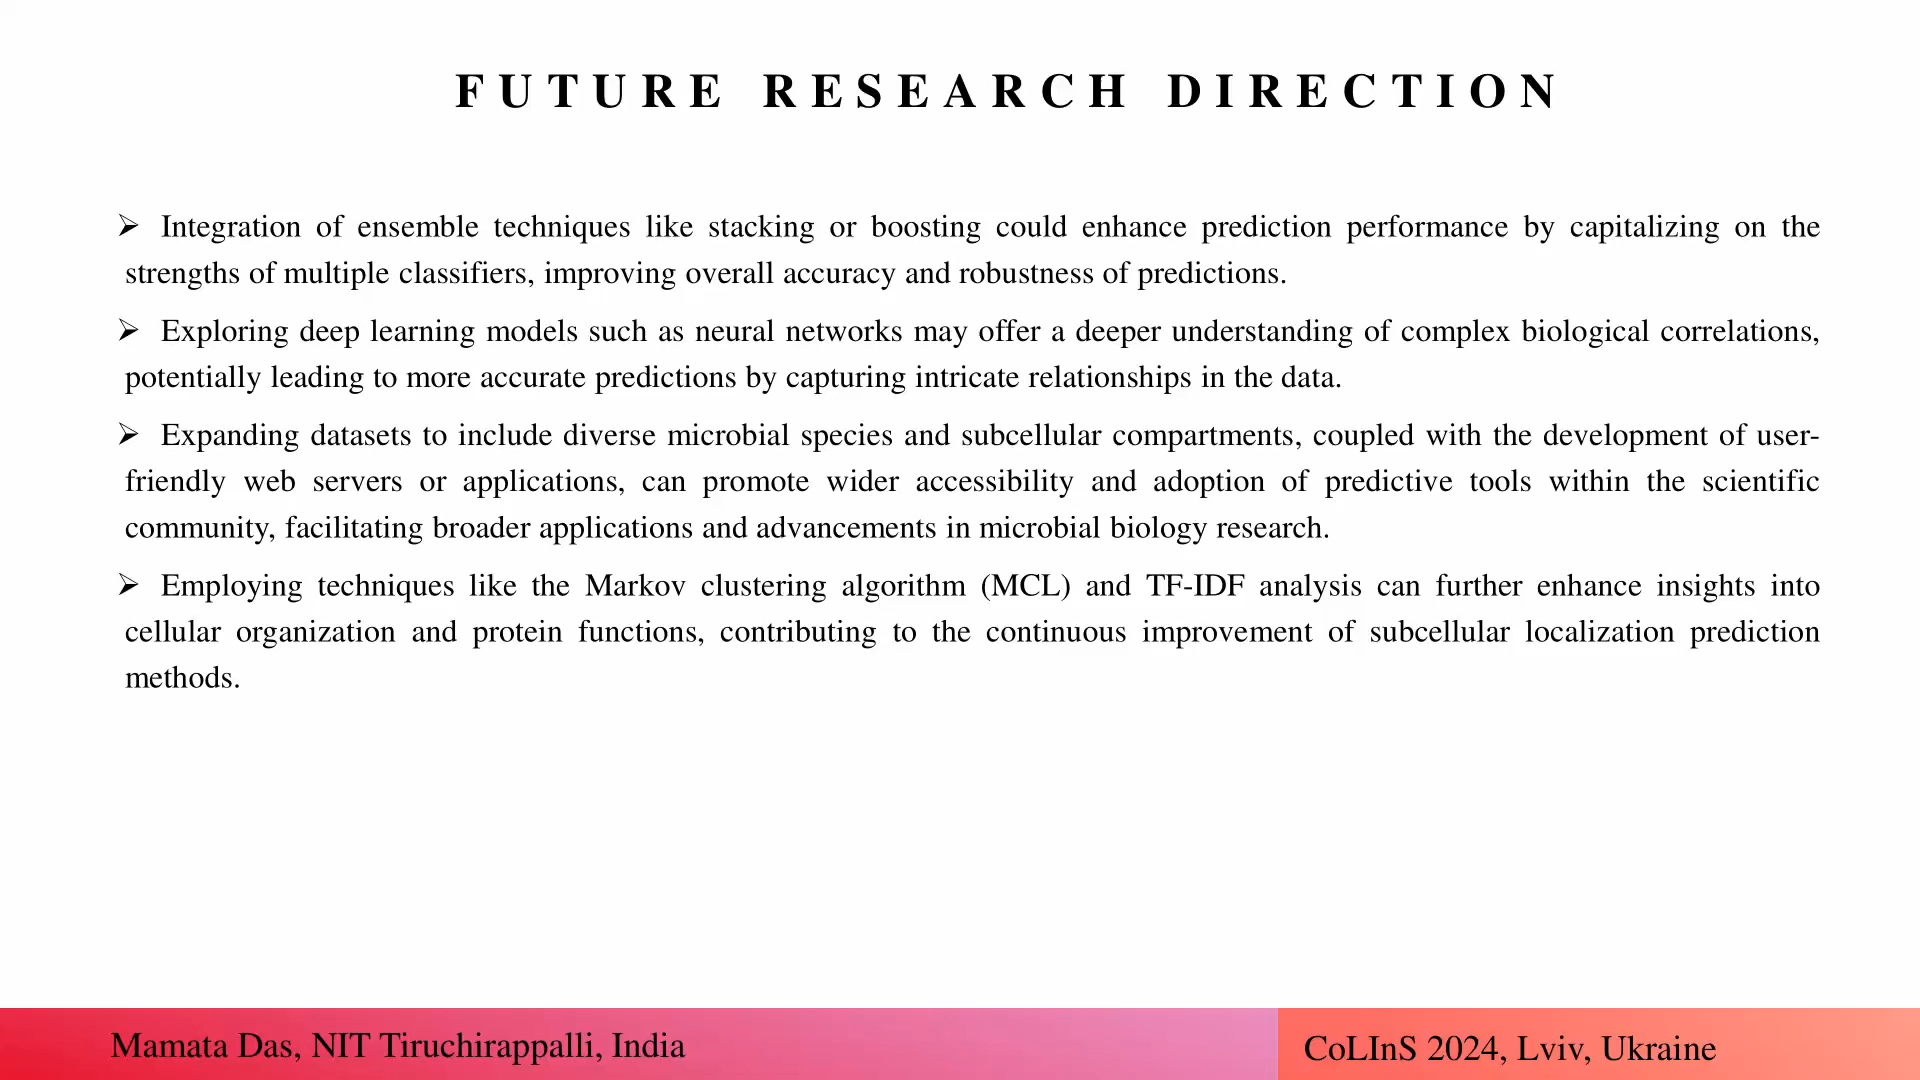 FUTURE RESEARCH DIRECTION
➢ Integration of ensemble techniques like stacking or boosting could enhance prediction performance by capitalizing on the
strengths of multiple classifiers, improving overall accuracy and robustness of predictions.
➢ Exploring deep learning models such as neural networks may offer a deeper understanding of complex biological correlations,
potentially leading to more accurate predictions by capturing intricate relationships in the data.
➢ Expanding datasets to include diverse microbial species and subcellular compartments, coupled with the development of user-
friendly web servers or applications, can promote wider accessibility and adoption of predictive tools within the scientific
community, facilitating broader applications and advancements in microbial biology research.
➢ Employing techniques like the Markov clustering algorithm (MCL) and TF-IDF analysis can further enhance insights into
cellular organization and protein functions, contributing to the continuous improvement of subcellular localization prediction
methods.
Mamata Das, NIT Tiruchirappalli, India
CoLInS 2024, Lviv, Ukraine